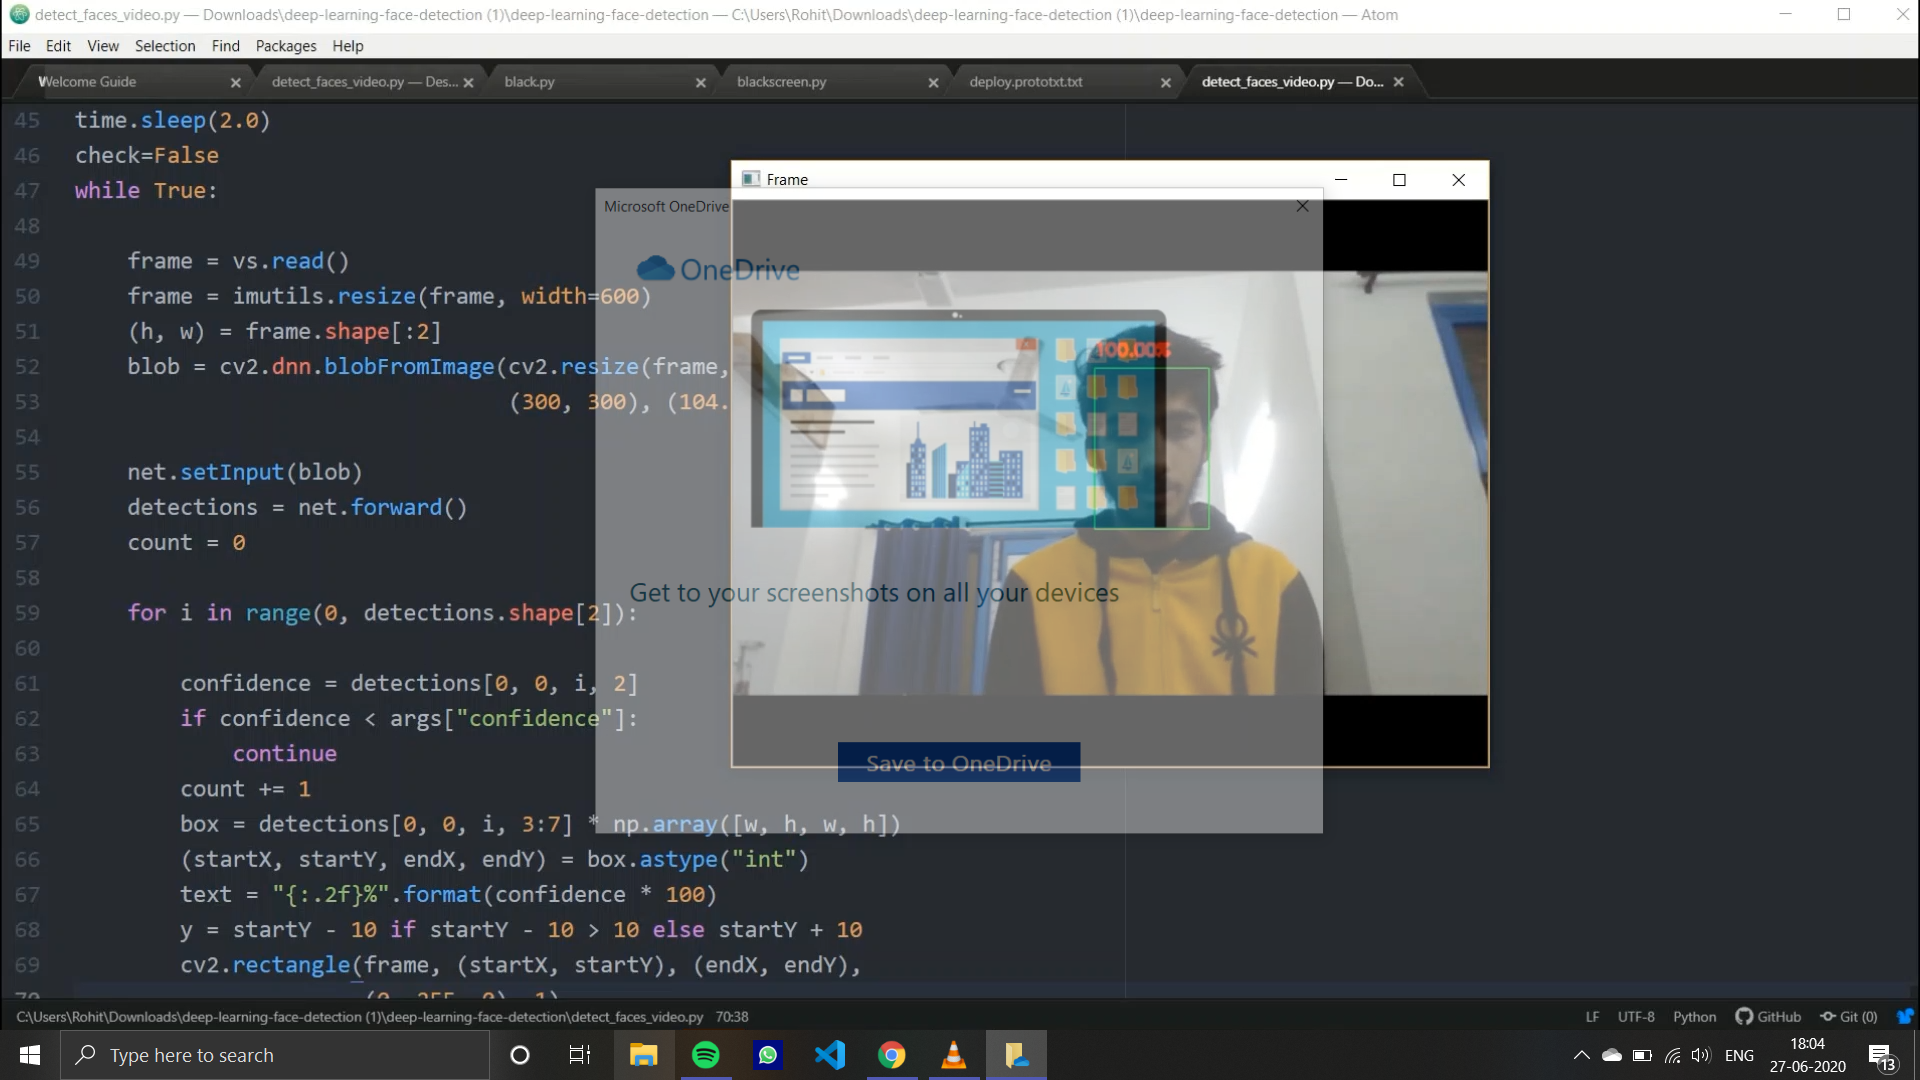 detect_faces_video.py — Downloads\deep-learning-face-detection (1)\deep-learning-face-detection — C:\Users\Rohit\Downloads\deep-learning-face-detection (1)\deep-learning-face-detection — Atom
File Edit View Selection Find Packages Help
Welcome Guide
detect_faces_video.py — Des...
black.py
blackscreen.py
deploy.prototxt.txt
detect_faces_video.py — Do...
45 time.sleep(2.0)
46 check=False
47 while True:
48
49 frame = vs.read()
50 frame = imutils.resize(frame, width=600)
51 (h, w) = frame.shape[:2]
52 blob = cv2.dnn.blobFromImage(cv2.resize(frame,
53 (300, 300), (104.
54
55 net.setInput(blob)
56 detections = net.forward()
57 count = 0
58
59 for i in range(0, detections.shape[2]):
60
61 confidence = detections[0, 0, i, 2]
62 if confidence < args["confidence"]:
63 continue
64 count += 1
65 box = detections[0, 0, i, 3:7] * np.array([w, h, w, h])
66 (startX, startY, endX, endY) = box.astype("int")
67 text = "{:.2f}%".format(confidence * 100)
68 y = startY - 10 if startY - 10 > 10 else startY + 10
69 cv2.rectangle(frame, (startX, startY), (endX, endY),
70 (0, 255, 0), 1)
Frame
Microsoft OneDrive
OneDrive
100.00%
Get to your screenshots on all your devices
Save to OneDrive
C:\Users\Rohit\Downloads\deep-learning-face-detection (1)\deep-learning-face-detection\detect_faces_video.py 70:38
LF UTF-8 Python GitHub Git (0)
Type here to search
ENG
18:04
27-06-2020
13